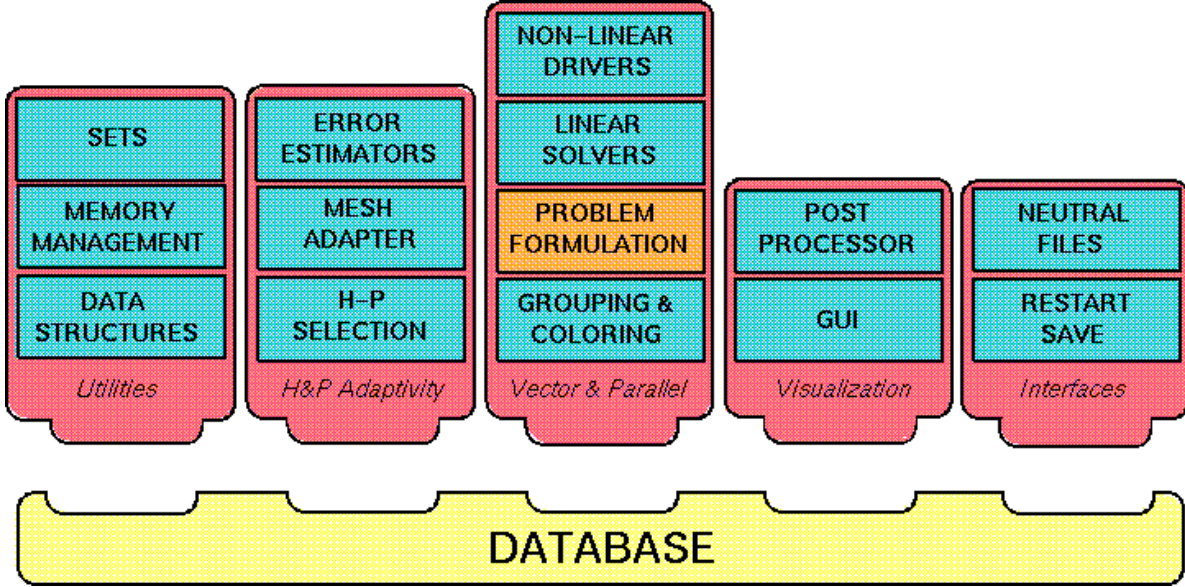 SETS
MEMORY
MANAGEMENT
DATA
STRUCTURES
Utilities
ERROR
ESTIMATORS
MESH
ADAPTER
H-P
SELECTION
H&P Adaptivity
NON-LINEAR
DRIVERS
LINEAR
SOLVERS
PROBLEM
FORMULATION
GROUPING &
COLORING
Vector & Parallel
POST
PROCESSOR
GUI
Visualization
NEUTRAL
FILES
RESTART
SAVE
Interfaces
DATABASE